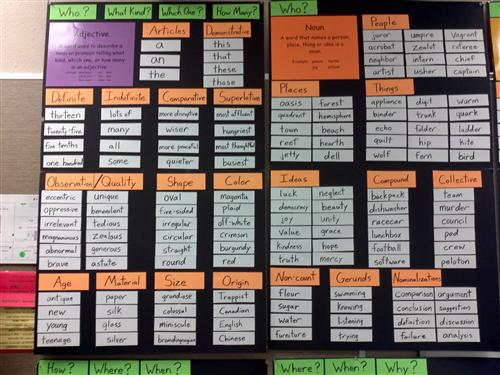 Who?
What Kind?
Which One?
How Many?
Adjective
A word used to describe a
noun or pronoun telling what
kind, which one, or how many
is an adjective.
Articles
a
an
the
Demonstrative
this
that
these
those
Definite
thirteen
twenty-five
five tenths
one hundred
Indefinite
lots of
many
all
some
Comparative
more disruptive
wiser
more peaceful
quieter
Superlative
most affluent
hungriest
most thoughtful
busiest
Observation/Quality
eccentric
unique
oppressive
benevolent
irrelevant
tedious
magnanimous
zealous
abnormal
generous
brave
astute
Shape
oval
five-sided
irregular
circular
straight
round
Color
magenta
plaid
off-white
crimson
burgundy
red
Age
antique
new
young
teenage
Material
paper
silk
glass
silver
Size
grandiose
colossal
miniscule
brobdingnagian
Origin
Trappist
Canadian
English
Chinese
How?
Where?
When?
Who?
Noun
A word that names a person,
place, thing or idea is a
noun.
People
juror
umpire
vagrant
acrobat
zealot
referee
neighbor
intern
chief
artist
usher
captain
Places
oasis
forest
quadrant
hemisphere
town
beach
reef
hearth
jetty
dell
Things
appliance
digit
worm
binder
trunk
quark
echo
folder
ladder
quilt
hip
kite
wolf
fern
bird
Ideas
luck
neglect
democracy
beauty
joy
unity
value
grace
kindness
hope
truth
mercy
Compound
backpack
dishwasher
racecar
lunchbox
football
software
Collective
team
murder
council
pod
crew
peloton
Non-count
flour
sugar
water
furniture
Gerunds
swimming
knowing
listening
trying
Nominalizations
comparison
argument
conclusion
suggestion
definition
discussion
failure
analysis
Where?
When?
Why?